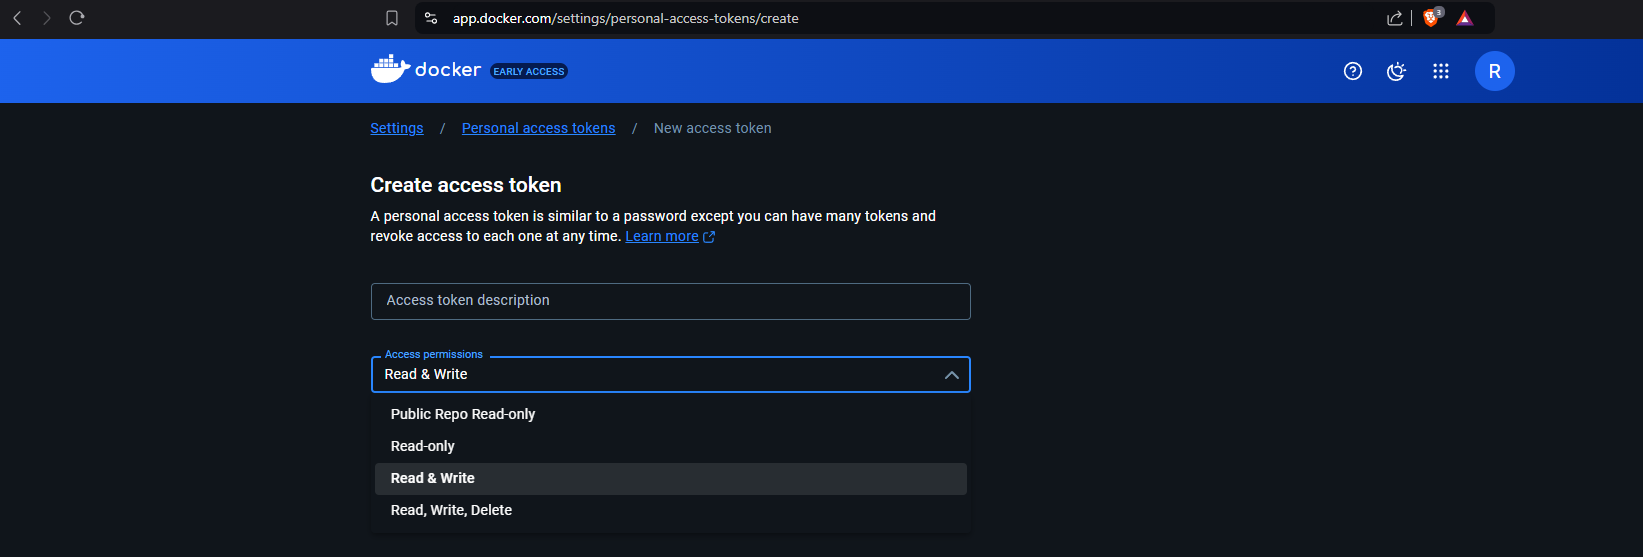 app.docker.com/settings/personal-access-tokens/create
3
docker EARLY ACCESS
R
Settings / Personal access tokens / New access token
Create access token
A personal access token is similar to a password except you can have many tokens and
revoke access to each one at any time. Learn more
Access token description
Access permissions
Read & Write
Public Repo Read-only
Read-only
Read & Write
Read, Write, Delete